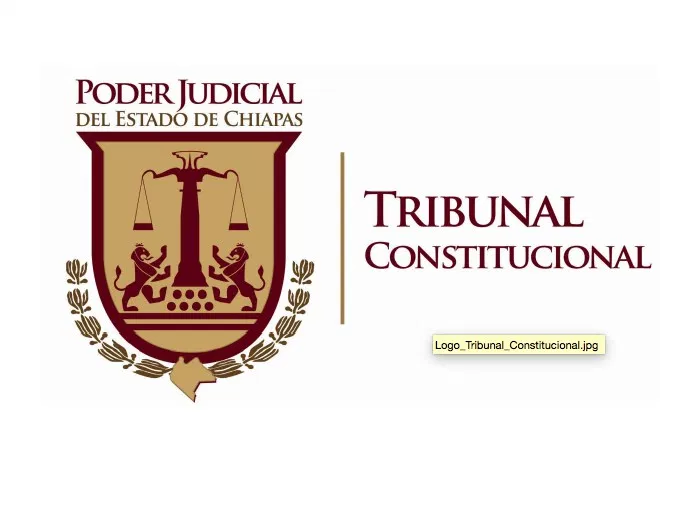 PODER JUDICIAL
DEL ESTADO DE CHIAPAS
TRIBUNAL
CONSTITUCIONAL
Logo_Tribunal_Constitucional.jpg